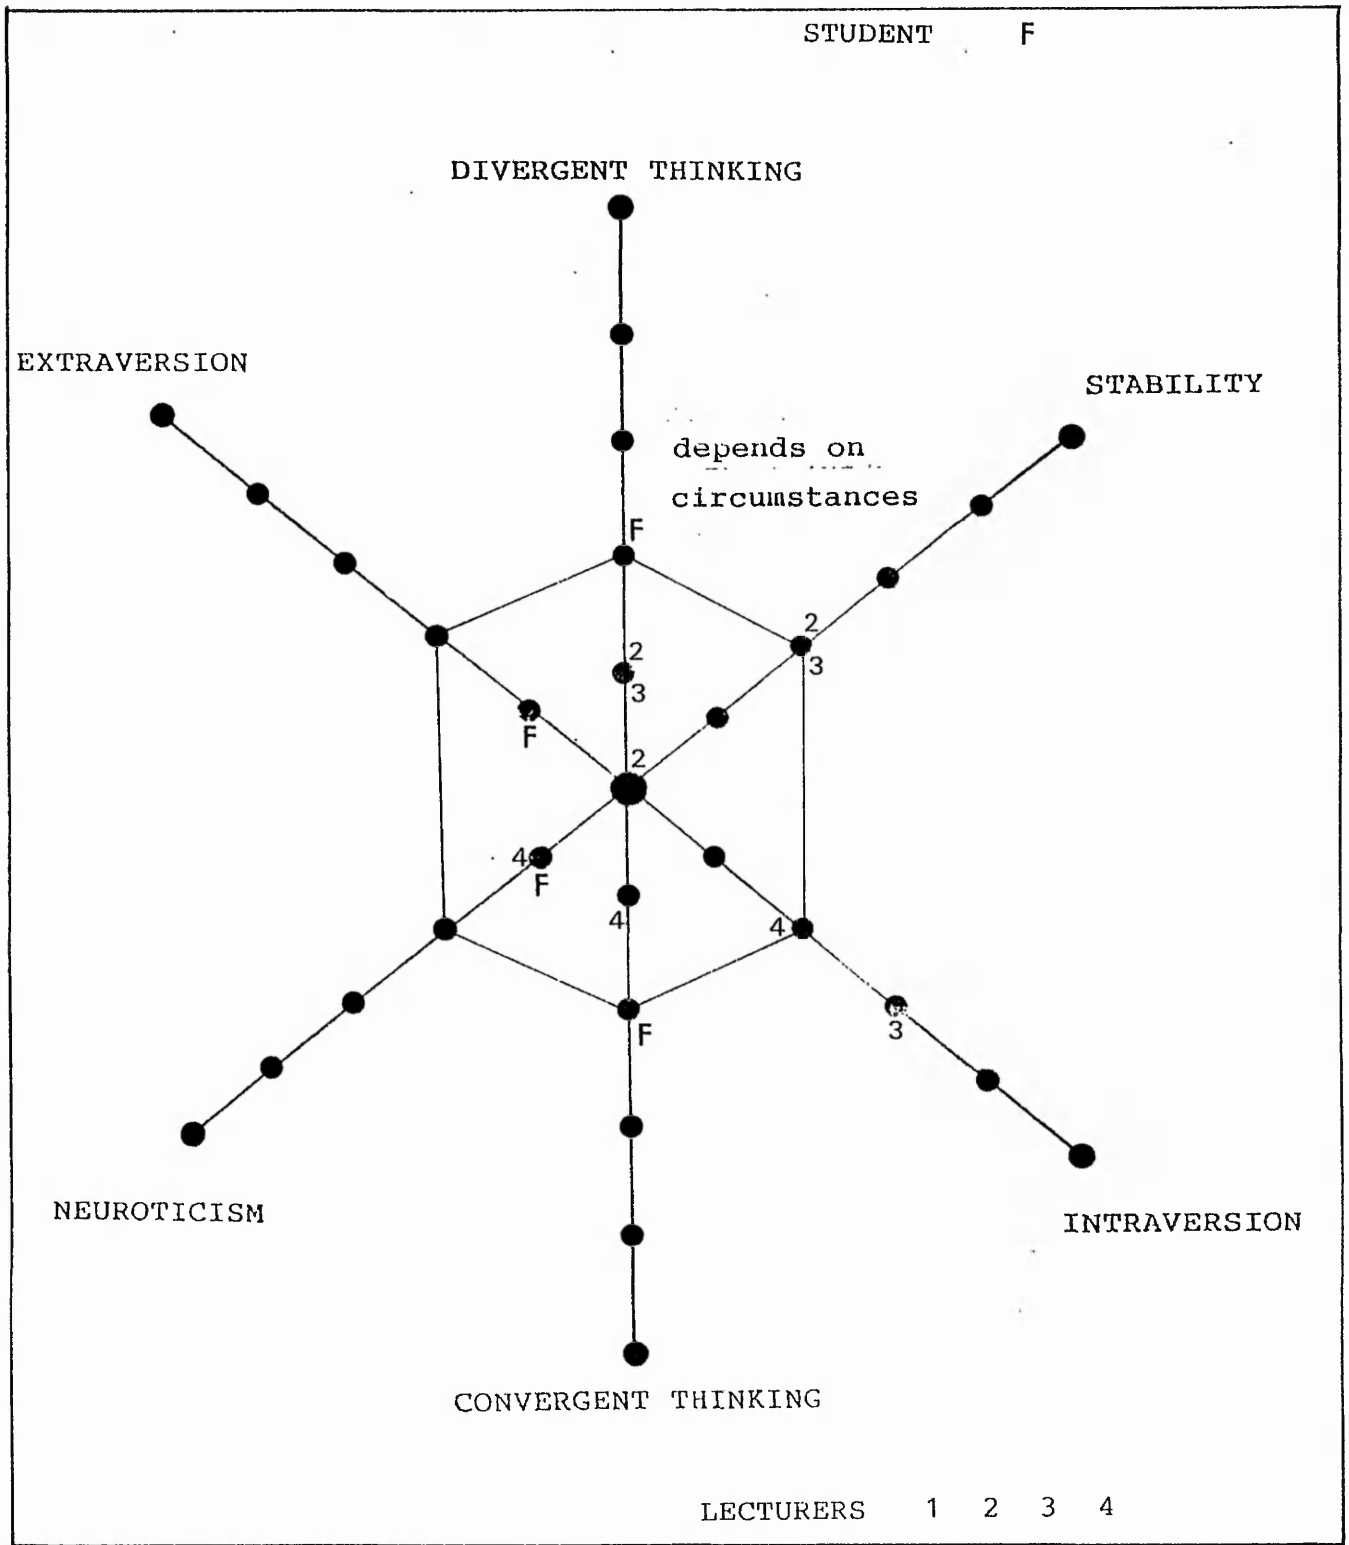 STUDENT F
DIVERGENT THINKING
EXTRAVERSION
STABILITY
depends on
circumstances
F
2
3
2
3
F
2
4
F
4
4
F
3
NEUROTICISM
INTRAVERSION
CONVERGENT THINKING
LECTURERS 1 2 3 4